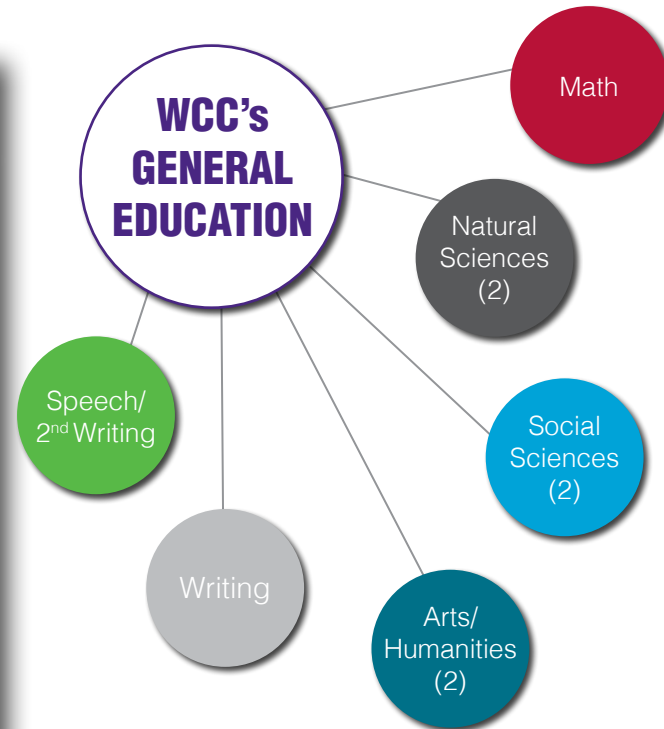 WCC's
GENERAL
EDUCATION
Math
Natural
Sciences
(2)
Social
Sciences
(2)
Arts/
Humanities
(2)
Writing
Speech/
2nd Writing